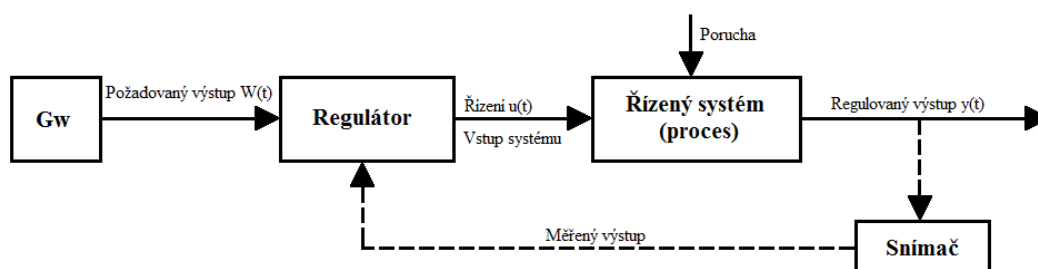 Porucha
Požadovaný výstup W(t)
Gw
Regulátor
Řízení u(t)
Vstup systému
Řízený systém
(proces)
Regulovaný výstup y(t)
Měřený výstup
Snímač